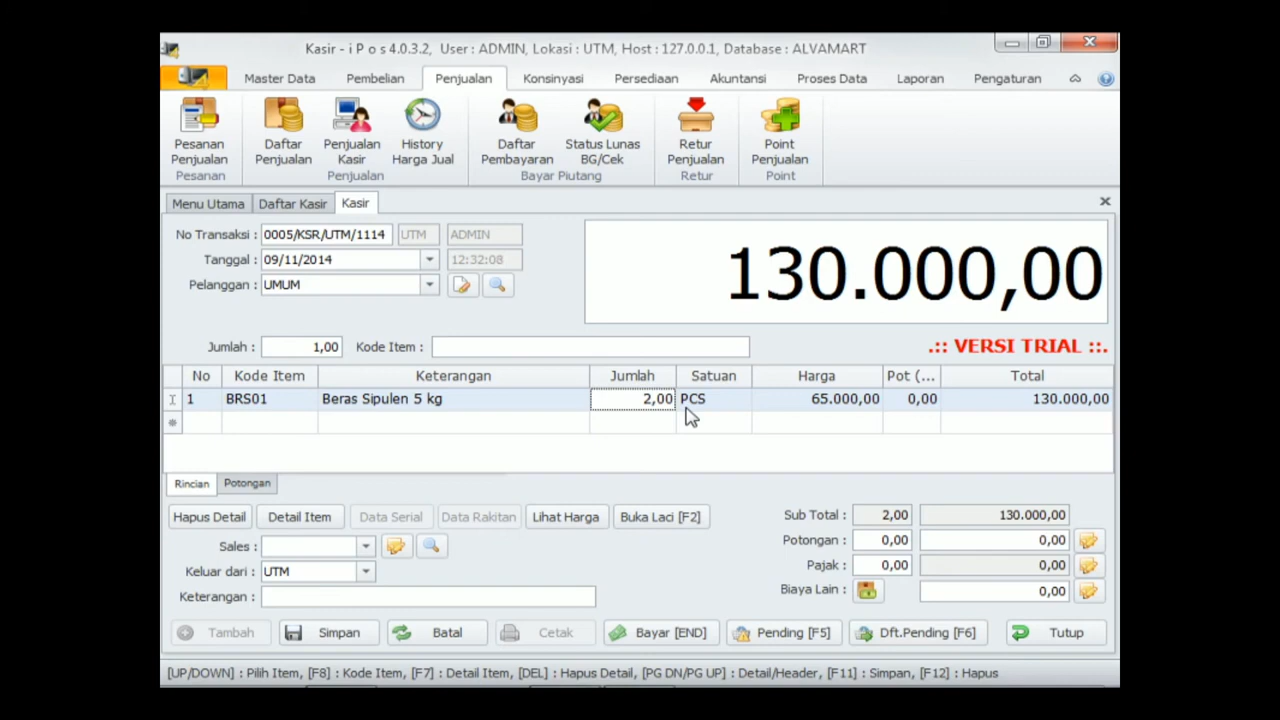 Kasir - i P o s 4.0.3.2, User : ADMIN, Lokasi : UTM, Host : 127.0.0.1, Database : ALVAMART
Master Data Pembelian Penjualan Konsinyasi Persediaan Akuntansi Proses Data Laporan Pengaturan
Pesanan Daftar Penjualan History Daftar Status Lunas Retur Point
Penjualan Penjualan Kasir Harga Jual Pembayaran BG/Cek Penjualan Penjualan
Pesanan Penjualan Bayar Piutang Retur Point
Menu Utama Daftar Kasir Kasir
No Transaksi : 0005/KSR/UTM/1114 UTM ADMIN
Tanggal : 09/11/2014 12:32:08
Pelanggan : UMUM
130.000,00
Jumlah : 1,00 Kode Item :
.:: VERSI TRIAL ::.
No Kode Item Keterangan Jumlah Satuan Harga Pot (... Total
1 BRS01 Beras Sipulen 5 kg 2,00 PCS 65.000,00 0,00 130.000,00
Rincian Potongan
Hapus Detail Detail Item Data Serial Data Rakitan Lihat Harga Buka Laci [F2]
Sub Total : 2,00 130.000,00
Sales :
Potongan : 0,00 0,00
Keluar dari : UTM
Pajak : 0,00 0,00
Keterangan :
Biaya Lain : 0,00
Tambah Simpan Batal Cetak Bayar [END] Pending [F5] Dft.Pending [F6] Tutup
[UP/DOWN] : Pilih Item, [F8] : Kode Item, [F7] : Detail Item, [DEL] : Hapus Detail, [PG DN/PG UP] : Detail/Header, [F11] : Simpan, [F12] : Hapus